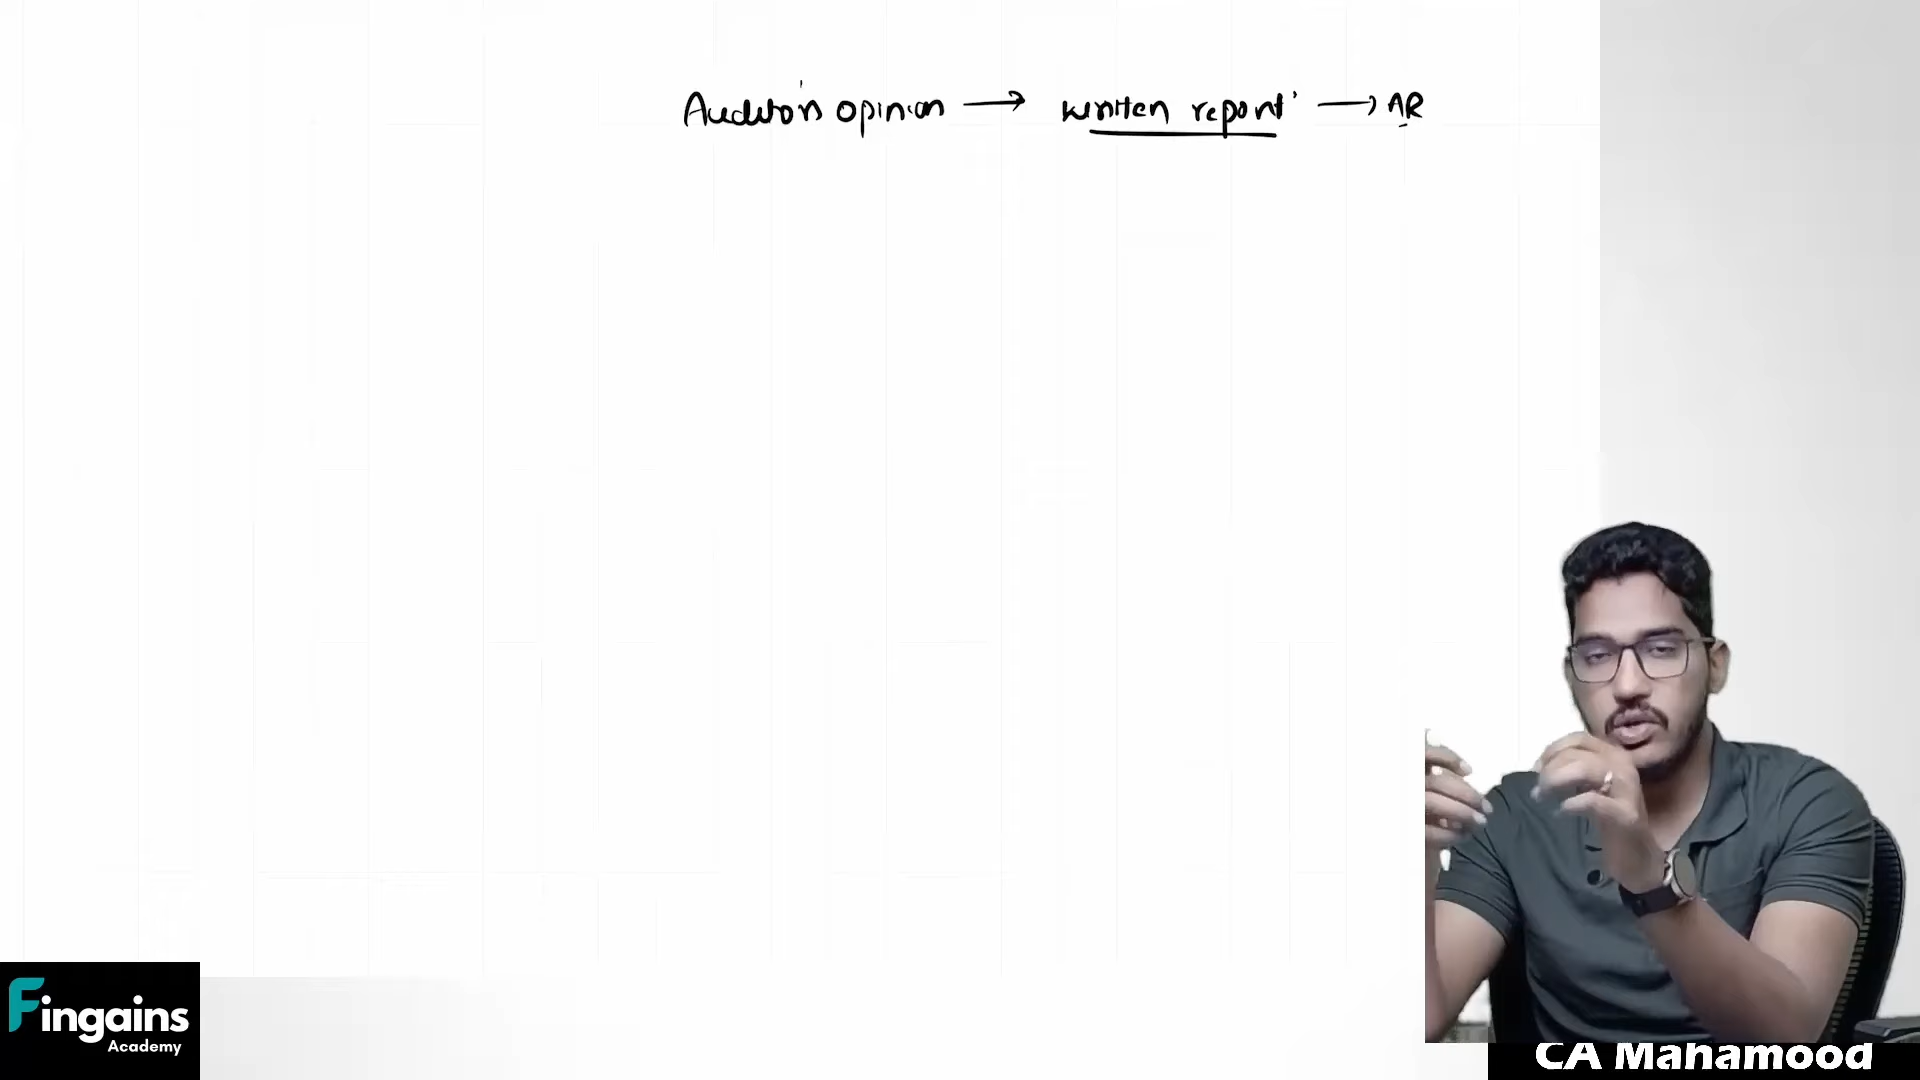 Auditor's opinion → written report' → AR
Fingains
Academy
CA Mahamood